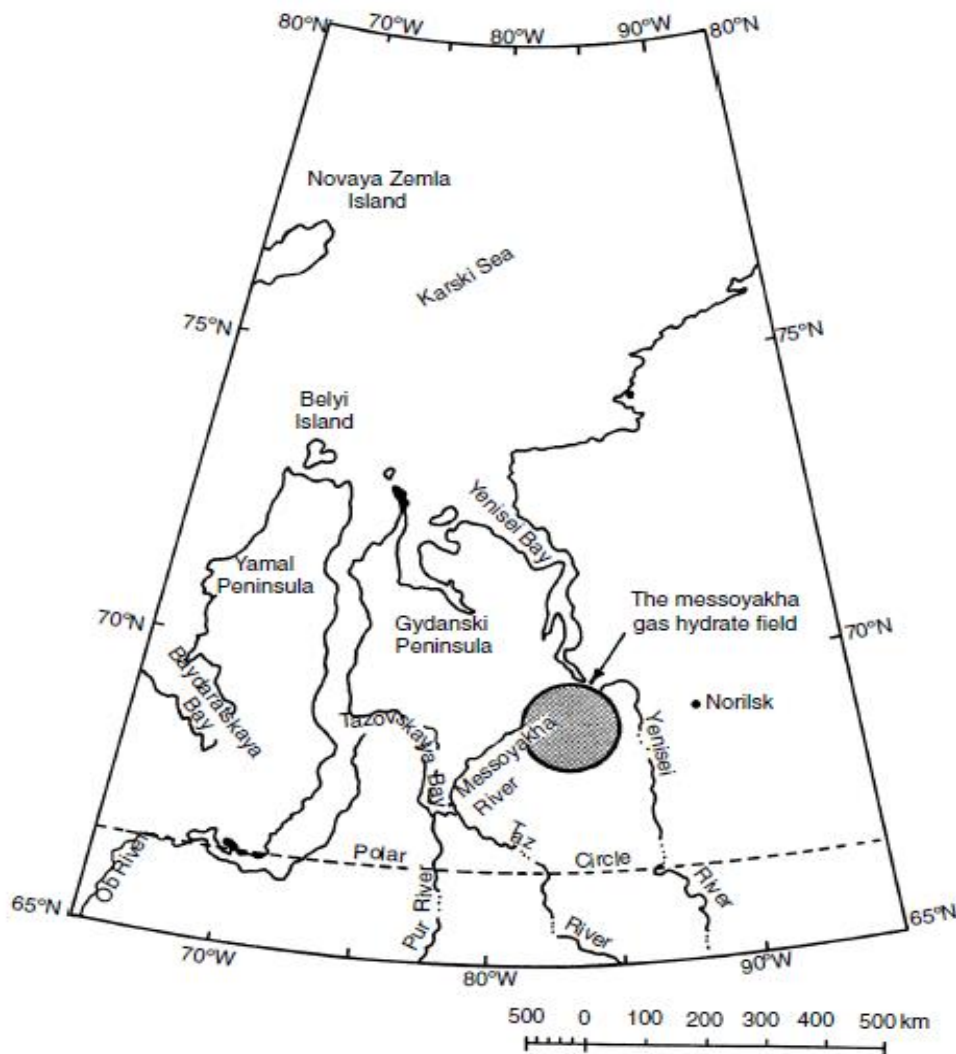 80°N
70°W
80°W
90°W
80°N
Novaya Zemla
Island
Karski Sea
75°N
75°N
Belyi
Island
Yenisei Bay
Yamal
Peninsula
The messoyakha
gas hydrate field
70°N
Gydanski
Peninsula
70°N
Baydaratskaya
Bay
Norilsk
Tazovskaya
Bay
Messoyakha
River
Yenisei
River
Taz
River
Polar
Circle
Ob River
Pur River
65°N
65°N
70°W
80°W
90°W
500 0 100 200 300 400 500 km